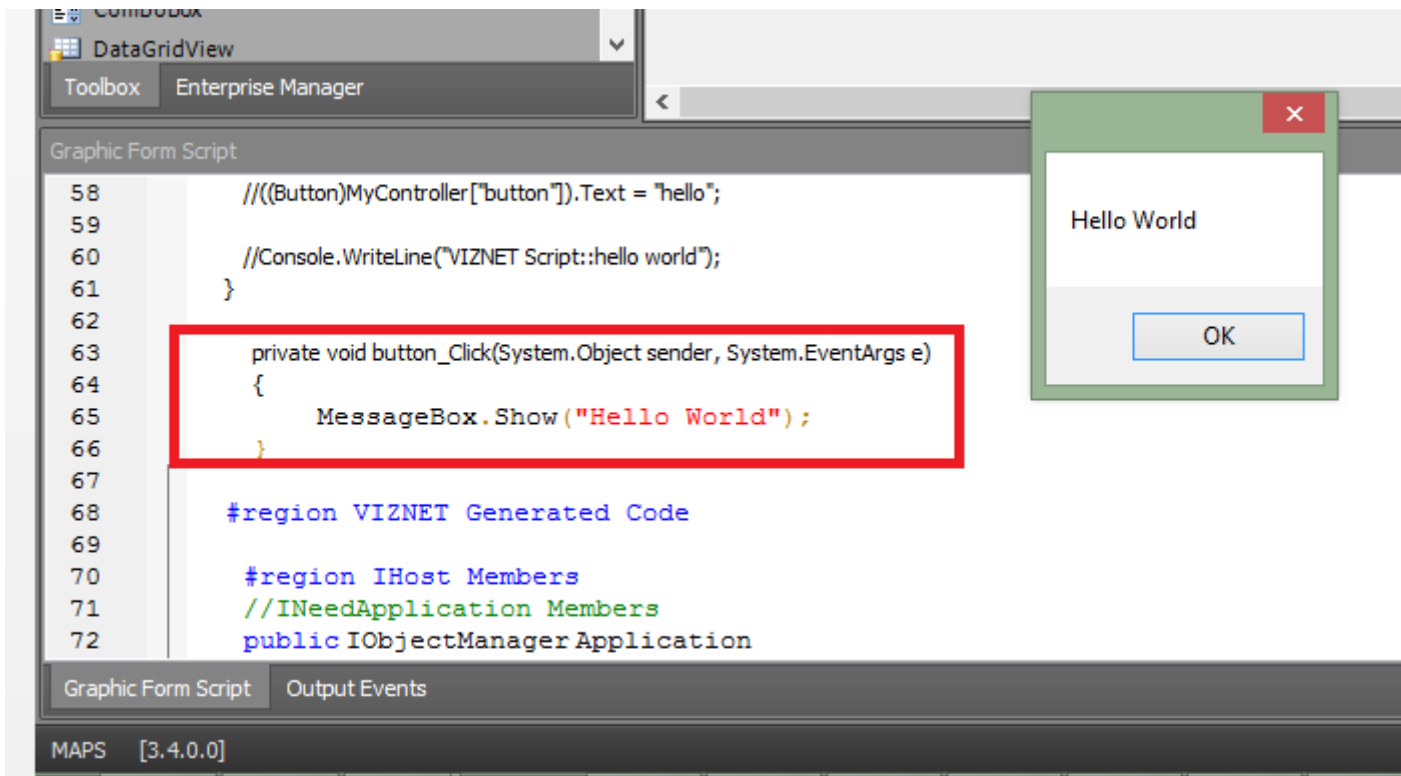 ComboBox
DataGridView
Toolbox Enterprise Manager
Graphic Form Script
58 //((Button)MyController["button"]).Text = "hello";
59
60 //Console.WriteLine("VIZNET Script::hello world");
61 }
62
63 private void button_Click(System.Object sender, System.EventArgs e)
64 {
65 MessageBox.Show("Hello World");
66 }
67
68 #region VIZNET Generated Code
69
70 #region IHost Members
71 //INeedApplication Members
72 public IObjectManager Application
Hello World
OK
Graphic Form Script Output Events
MAPS [3.4.0.0]